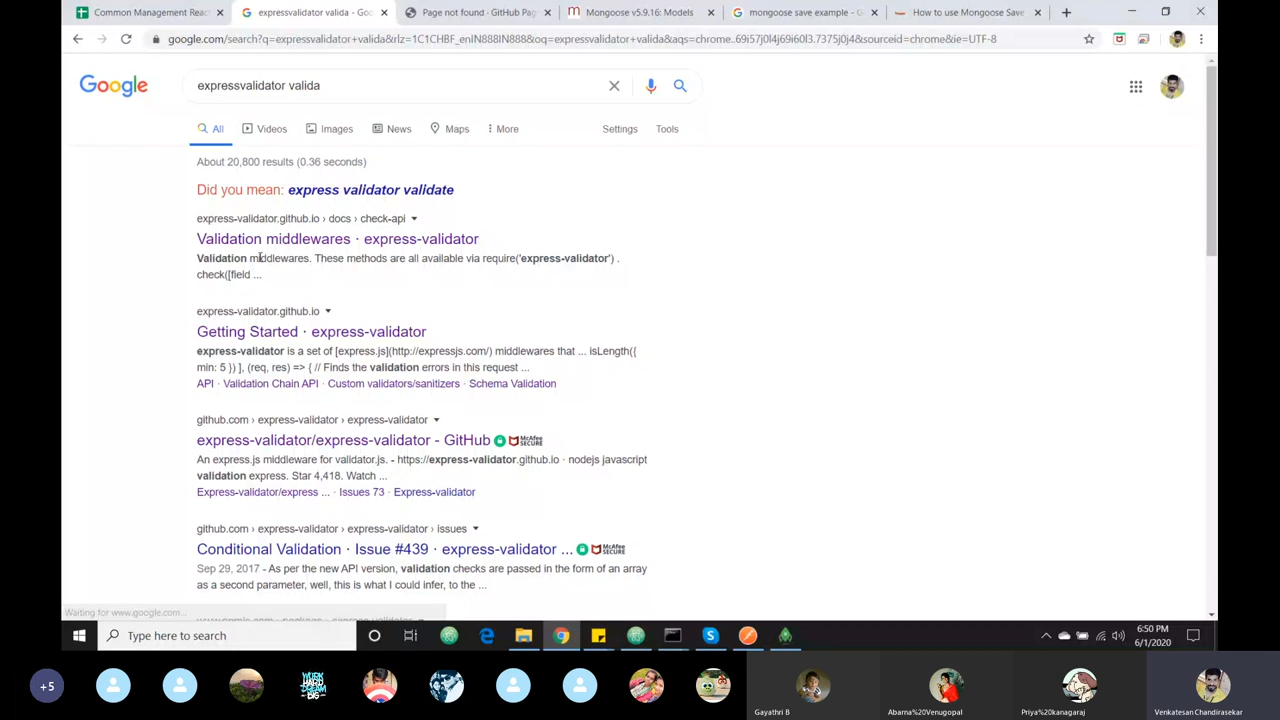 Common Management React
expressvalidator valida - Goo
Page not found · GitHub Pag
Mongoose v5.9.16: Models
mongoose save example - G
How to use Mongoose Save
google.com/search?q=expressvalidator+valida&rlz=1C1CHBF_enIN888IN888&oq=expressvalidator+valida&aqs=chrome..69i57j0l4j69i60l3.7375j0j4&sourceid=chrome&ie=UTF-8
Google
expressvalidator valida
All
Videos
Images
News
Maps
More
Settings
Tools
About 20,800 results (0.36 seconds)
Did you mean: express validator validate
express-validator.github.io › docs › check-api
Validation middlewares · express-validator
Validation middlewares. These methods are all available via require('express-validator') .
check([field ...
express-validator.github.io
Getting Started · express-validator
express-validator is a set of [express.js](http://expressjs.com/) middlewares that ... isLength({
min: 5 }) ], (req, res) => { // Finds the validation errors in this request ...
API · Validation Chain API · Custom validators/sanitizers · Schema Validation
github.com › express-validator › express-validator
express-validator/express-validator - GitHub
McAfee
SECURE
An express.js middleware for validator.js. - https://express-validator.github.io · nodejs javascript
validation express. Star 4,418. Watch ...
Express-validator/express ... · Issues 73 · Express-validator
github.com › express-validator › express-validator › issues
Conditional Validation · Issue #439 · express-validator ...
McAfee
SECURE
Sep 29, 2017 - As per the new API version, validation checks are passed in the form of an array
as a second parameter, well, this is what I could infer, to the ...
Waiting for www.google.com...
Type here to search
6:50 PM
6/1/2020
+5
WORK
HARD
DREAM
BIG
Gayathri B
Abarna%20Venugopal
Priya%20kanagaraj
Venkatesan Chandirasekar